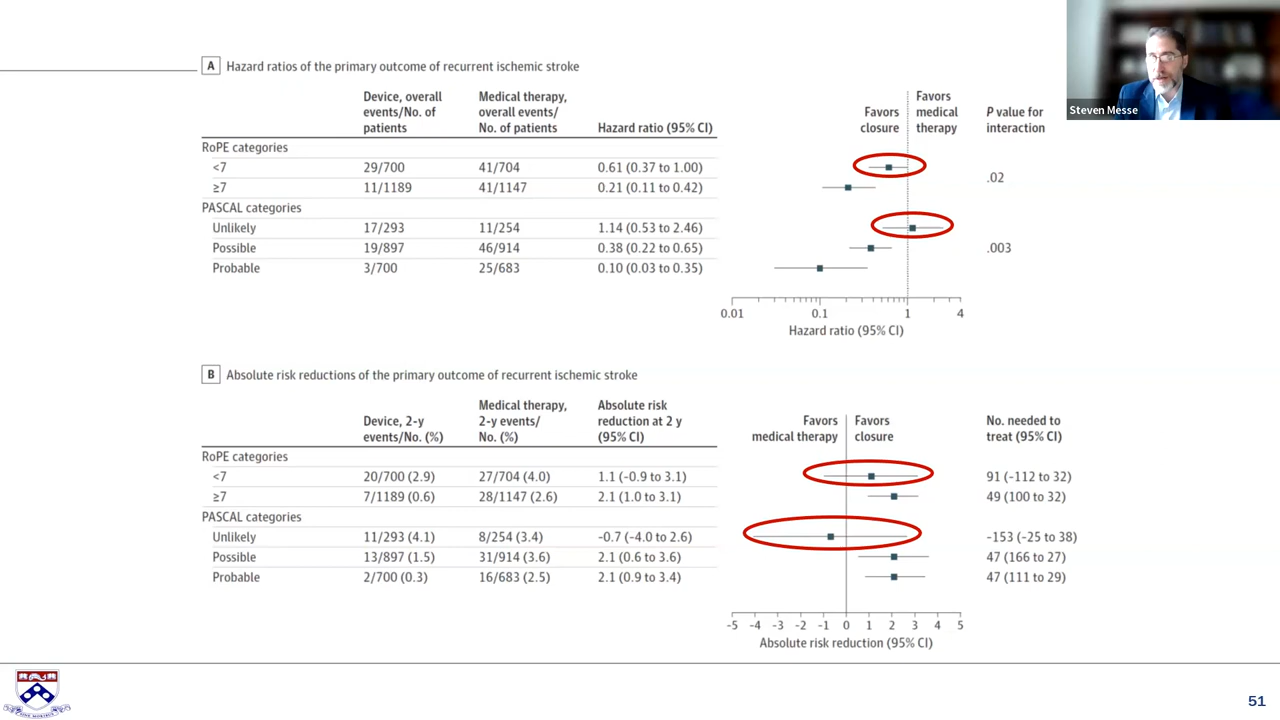 Steven Messe
A Hazard ratios of the primary outcome of recurrent ischemic stroke
Device, overall events/No. of patients
Medical therapy, overall events/ No. of patients
Hazard ratio (95% CI)
Favors closure
Favors medical therapy
P value for interaction
RoPE categories
<7 29/700 41/704 0.61 (0.37 to 1.00)
.02
≥7 11/1189 41/1147 0.21 (0.11 to 0.42)
PASCAL categories
Unlikely 17/293 11/254 1.14 (0.53 to 2.46)
Possible 19/897 46/914 0.38 (0.22 to 0.65) .003
Probable 3/700 25/683 0.10 (0.03 to 0.35)
0.01 0.1 1 4
Hazard ratio (95% CI)
B Absolute risk reductions of the primary outcome of recurrent ischemic stroke
Device, 2-y events/No. (%)
Medical therapy, 2-y events/ No. (%)
Absolute risk reduction at 2 y (95% CI)
Favors medical therapy
Favors closure
No. needed to treat (95% CI)
RoPE categories
<7 20/700 (2.9) 27/704 (4.0) 1.1 (-0.9 to 3.1) 91 (-112 to 32)
≥7 7/1189 (0.6) 28/1147 (2.6) 2.1 (1.0 to 3.1) 49 (100 to 32)
PASCAL categories
Unlikely 11/293 (4.1) 8/254 (3.4) -0.7 (-4.0 to 2.6) -153 (-25 to 38)
Possible 13/897 (1.5) 31/914 (3.6) 2.1 (0.6 to 3.6) 47 (166 to 27)
Probable 2/700 (0.3) 16/683 (2.5) 2.1 (0.9 to 3.4) 47 (111 to 29)
-5 -4 -3 -2 -1 0 1 2 3 4 5
Absolute risk reduction (95% CI)
51